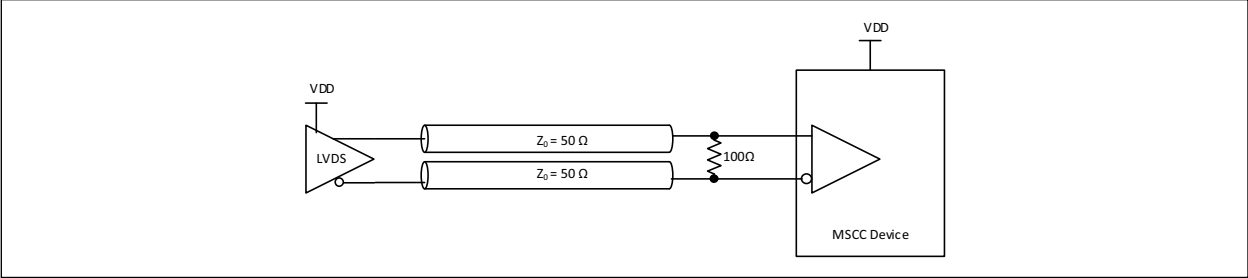 VDD
VDD
LVDS
Z₀ = 50 Ω
Z₀ = 50 Ω
100Ω
MSCC Device